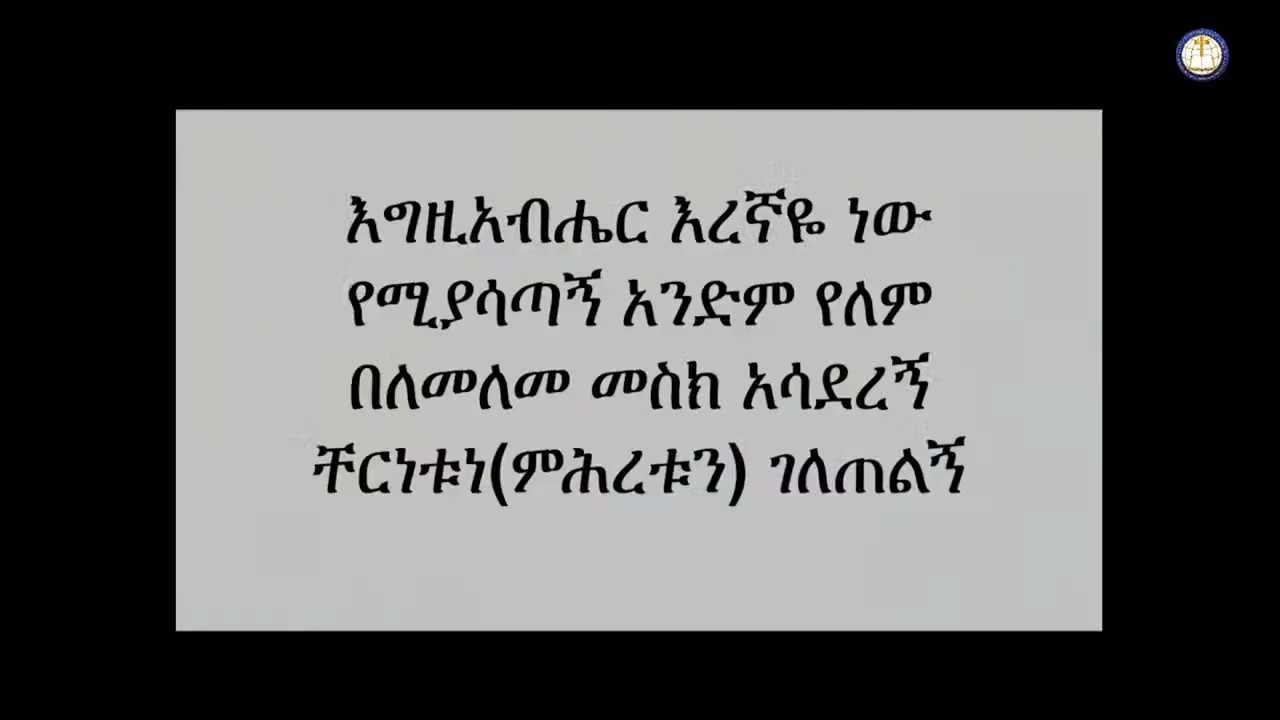 እግዚአብሔር እረኛዬ ነው
የሚያሳጣኝ አንድም የለም
በለመለመ መስክ አሳደረኝ
ቸርነቱነ(ምሕረቱን) ገለጠልኝ